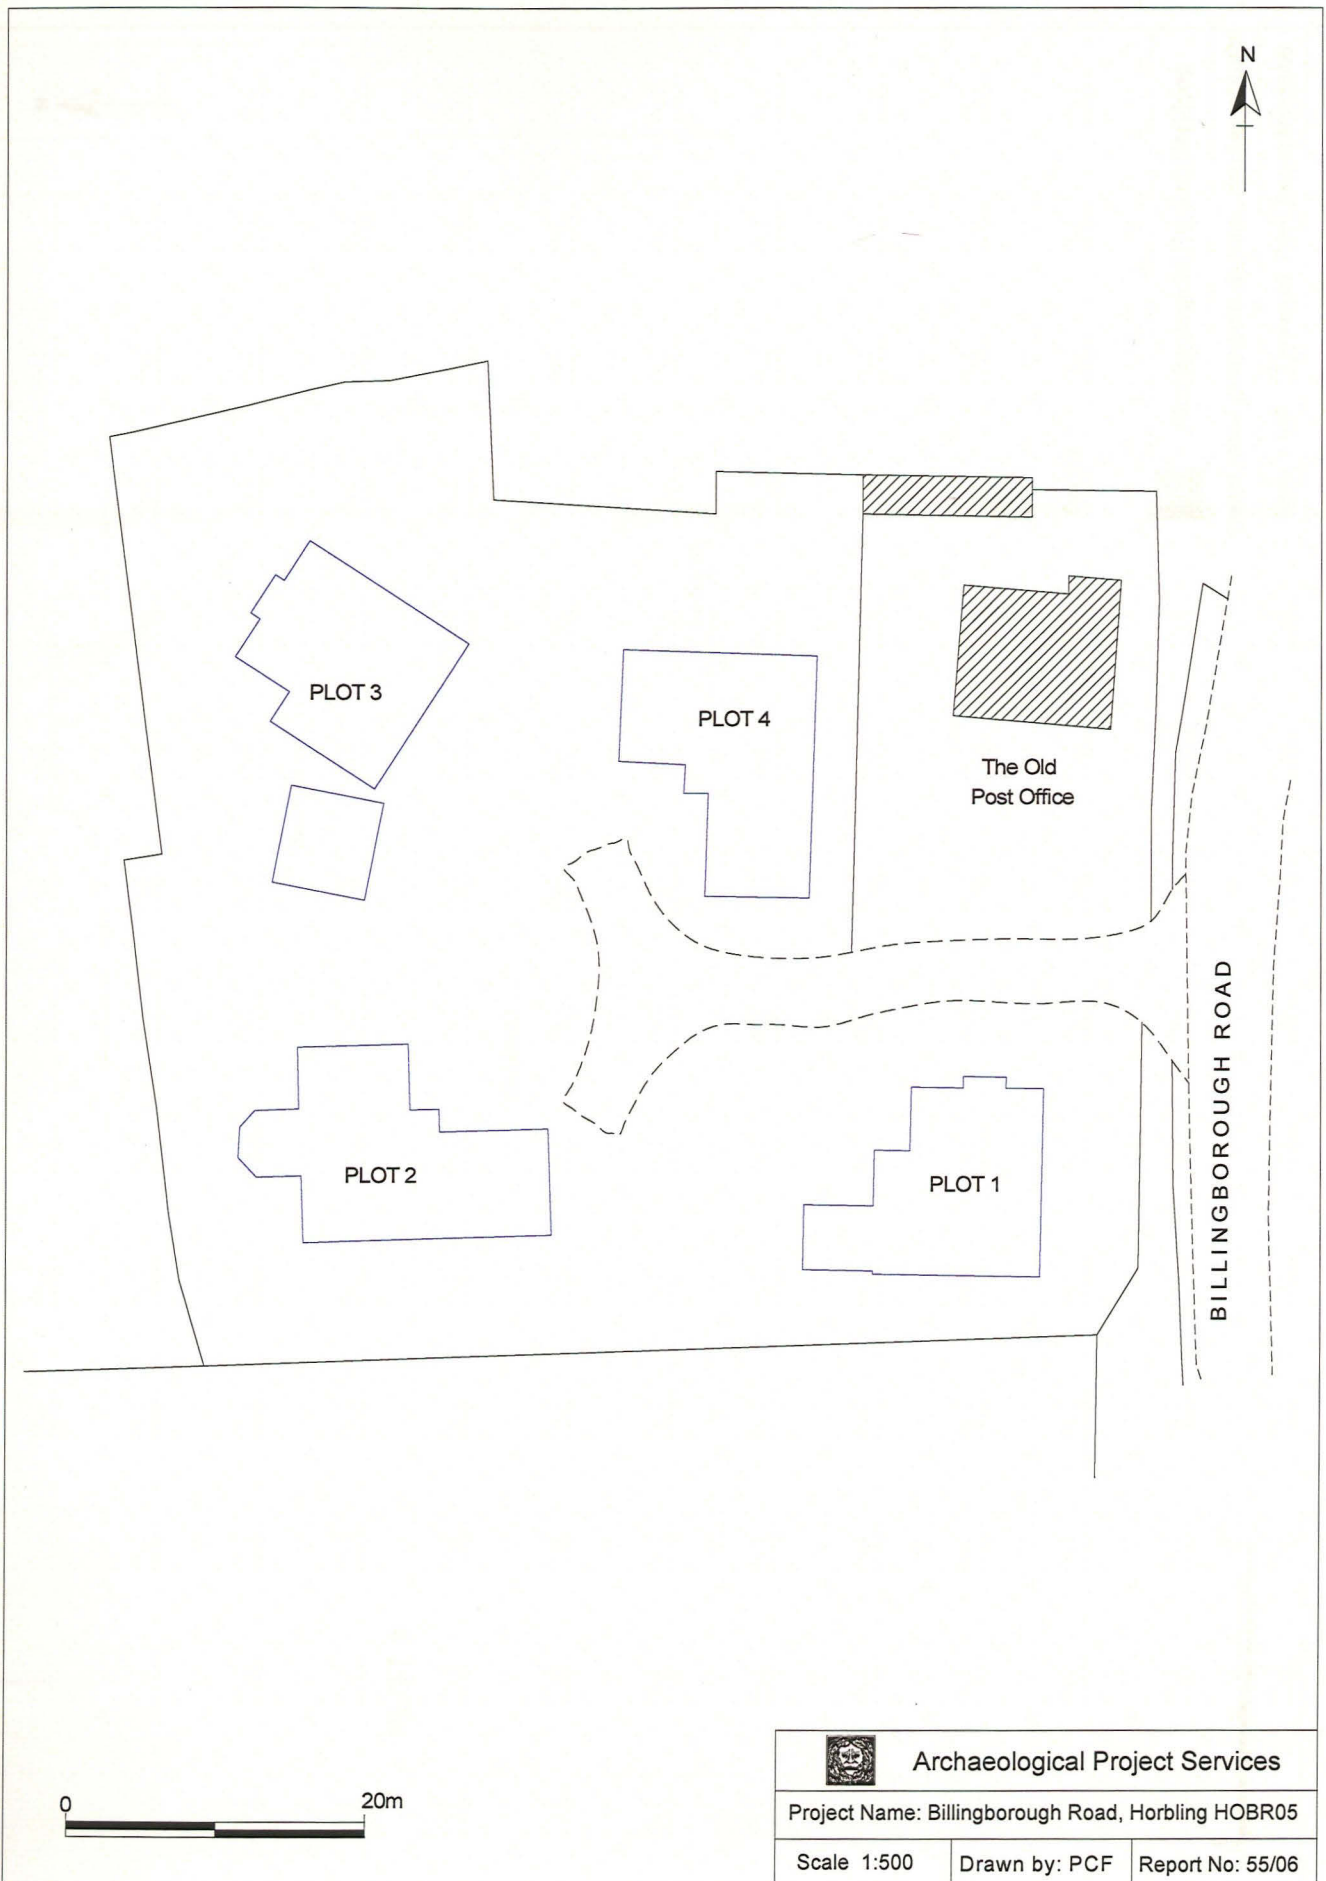 N
PLOT 3
PLOT 4
The Old
Post Office
BILLINGBOROUGH ROAD
PLOT 2
PLOT 1
0 20m
Archaeological Project Services
Project Name: Billingborough Road, Horbling HOBR05
Scale 1:500 Drawn by: PCF Report No: 55/06